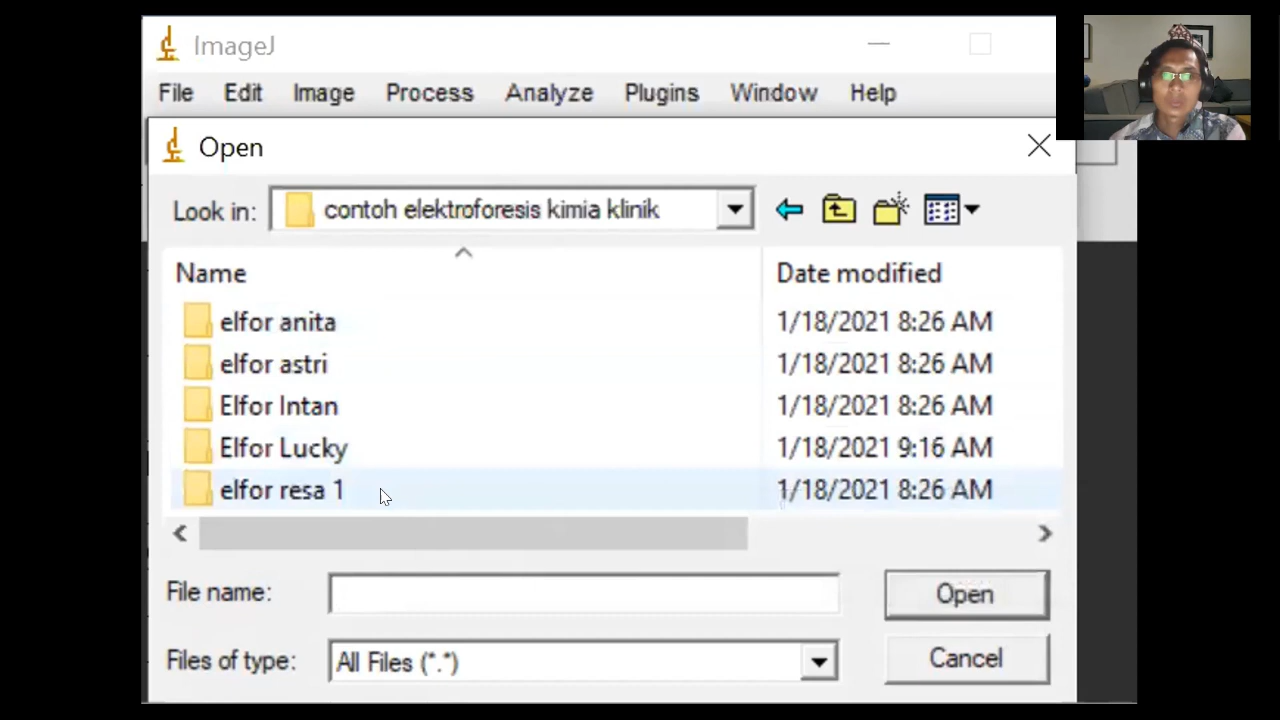 ImageJ
File Edit Image Process Analyze Plugins Window Help
Open
Look in: contoh elektroforesis kimia klinik
Name Date modified
elfor anita 1/18/2021 8:26 AM
elfor astri 1/18/2021 8:26 AM
Elfor Intan 1/18/2021 8:26 AM
Elfor Lucky 1/18/2021 9:16 AM
elfor resa 1 1/18/2021 8:26 AM
File name: Open
Files of type: All Files (*.*) Cancel